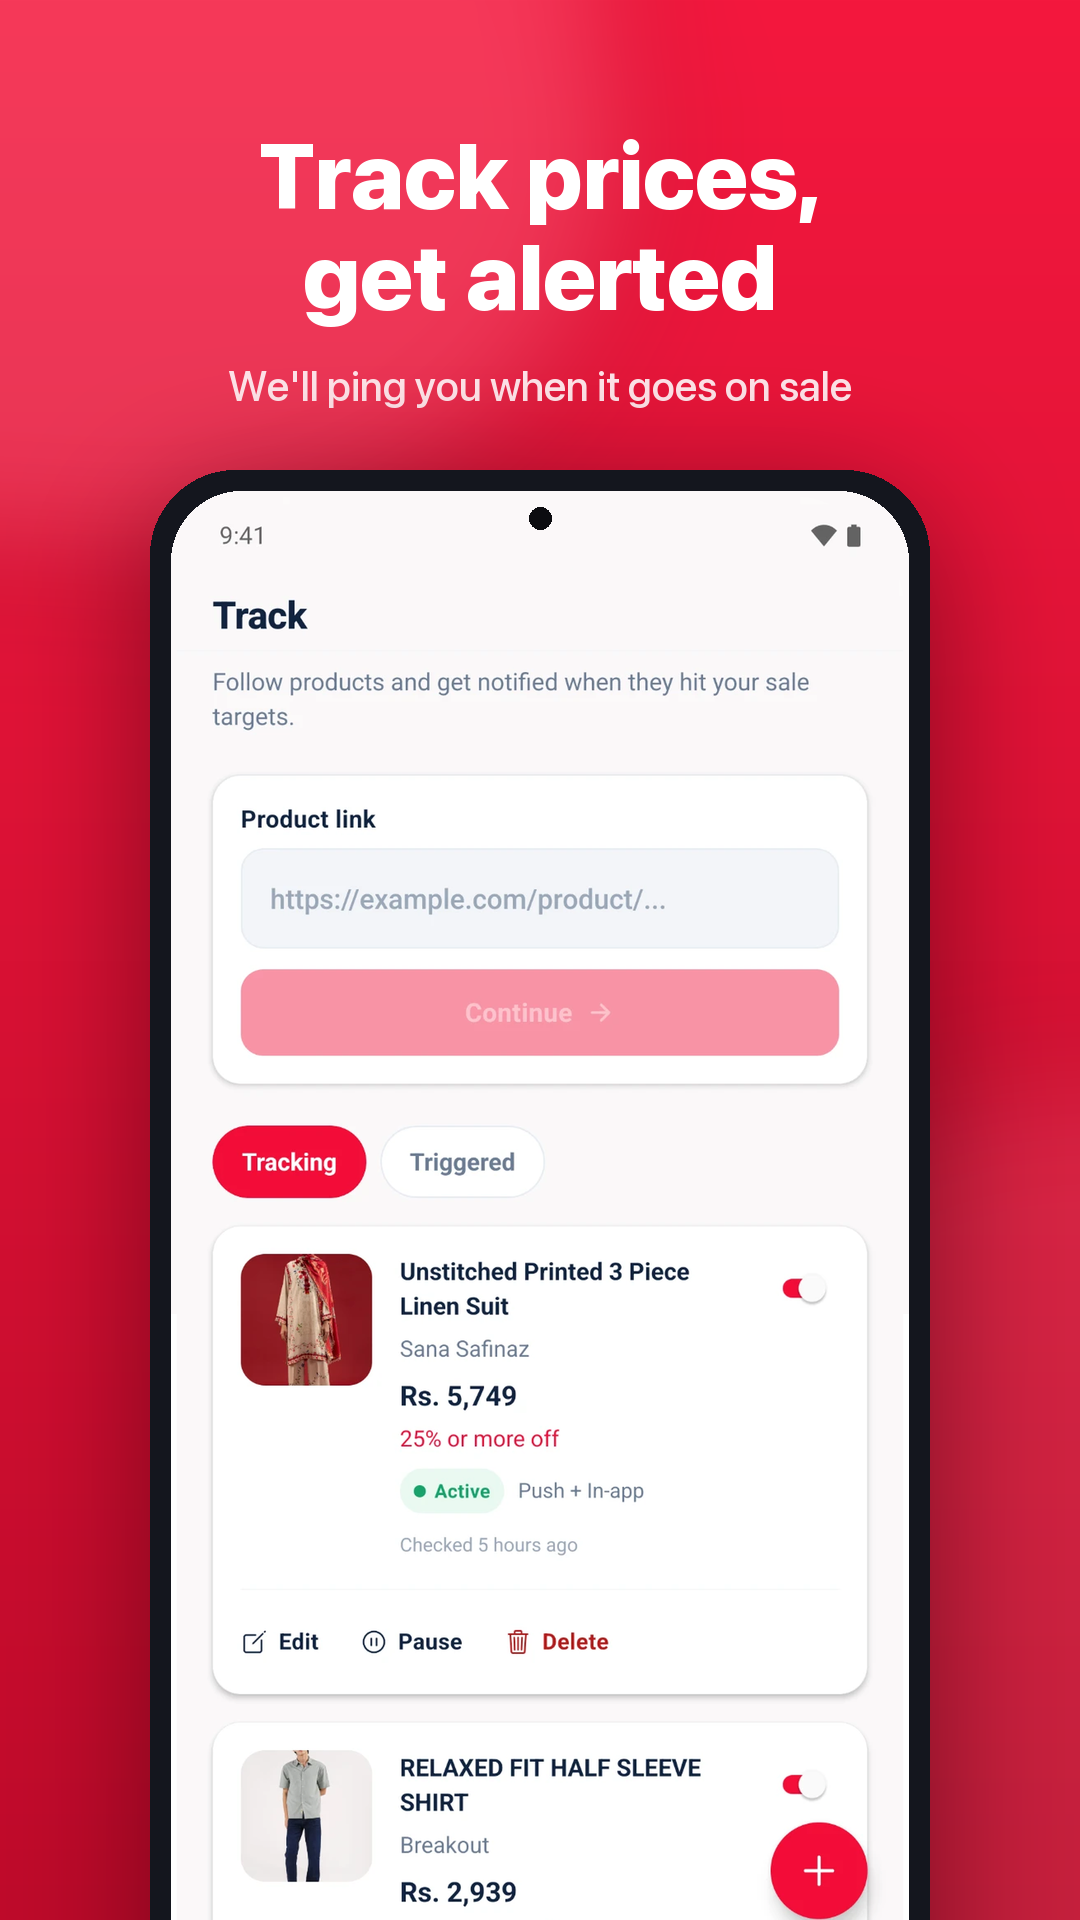 Track prices,
get alerted
We'll ping you when it goes on sale
9:41
Track
Follow products and get notified when they hit your sale
targets.
Product link
https://example.com/product/...
Continue →
Tracking
Triggered
Unstitched Printed 3 Piece
Linen Suit
Sana Safinaz
Rs. 5,749
25% or more off
Active
Push + In-app
Checked 5 hours ago
Edit
Pause
Delete
RELAXED FIT HALF SLEEVE
SHIRT
Breakout
Rs. 2,939